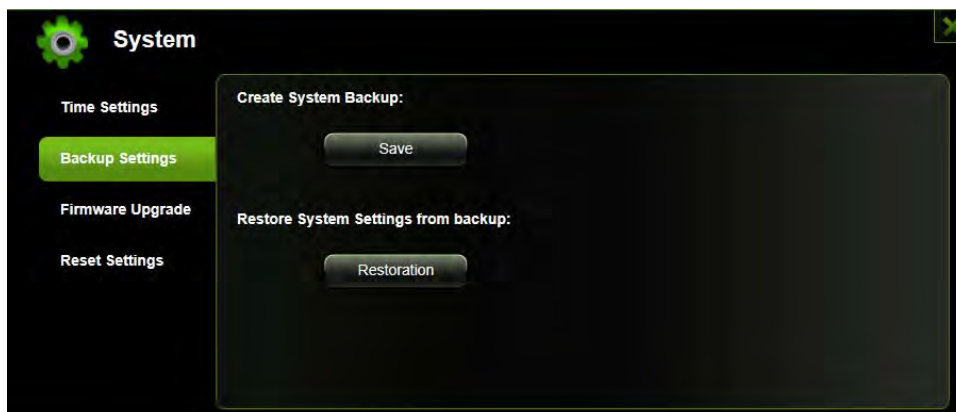 System
Time Settings
Backup Settings
Firmware Upgrade
Reset Settings
Create System Backup:
Save
Restore System Settings from backup:
Restoration